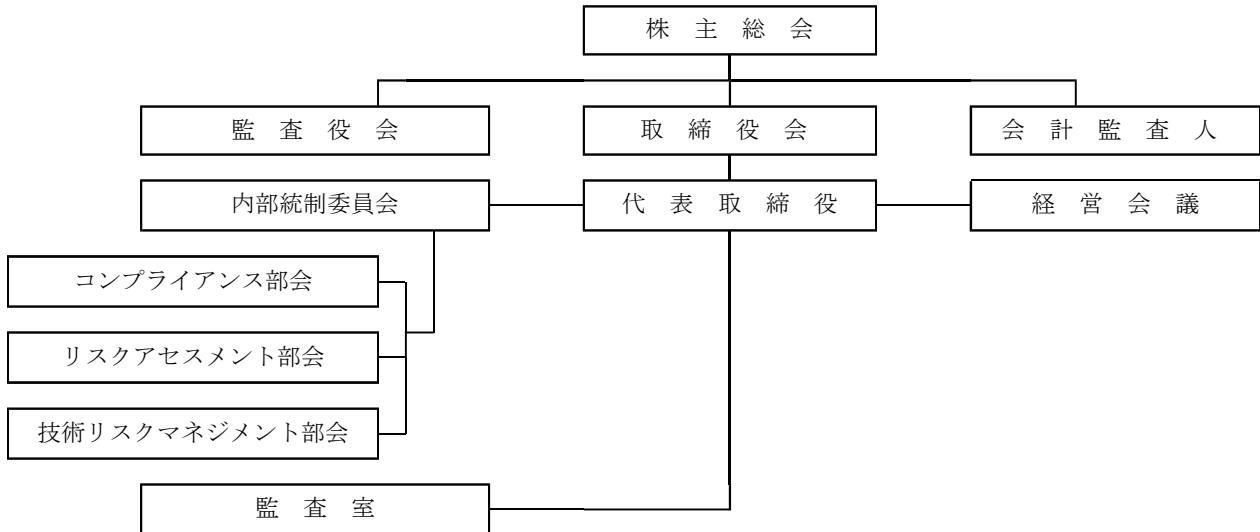 株主総会
監査役会
取締役会
会計監査人
内部統制委員会
代表取締役
経営会議
コンプライアンス部会
リスクアセスメント部会
技術リスクマネジメント部会
監査室